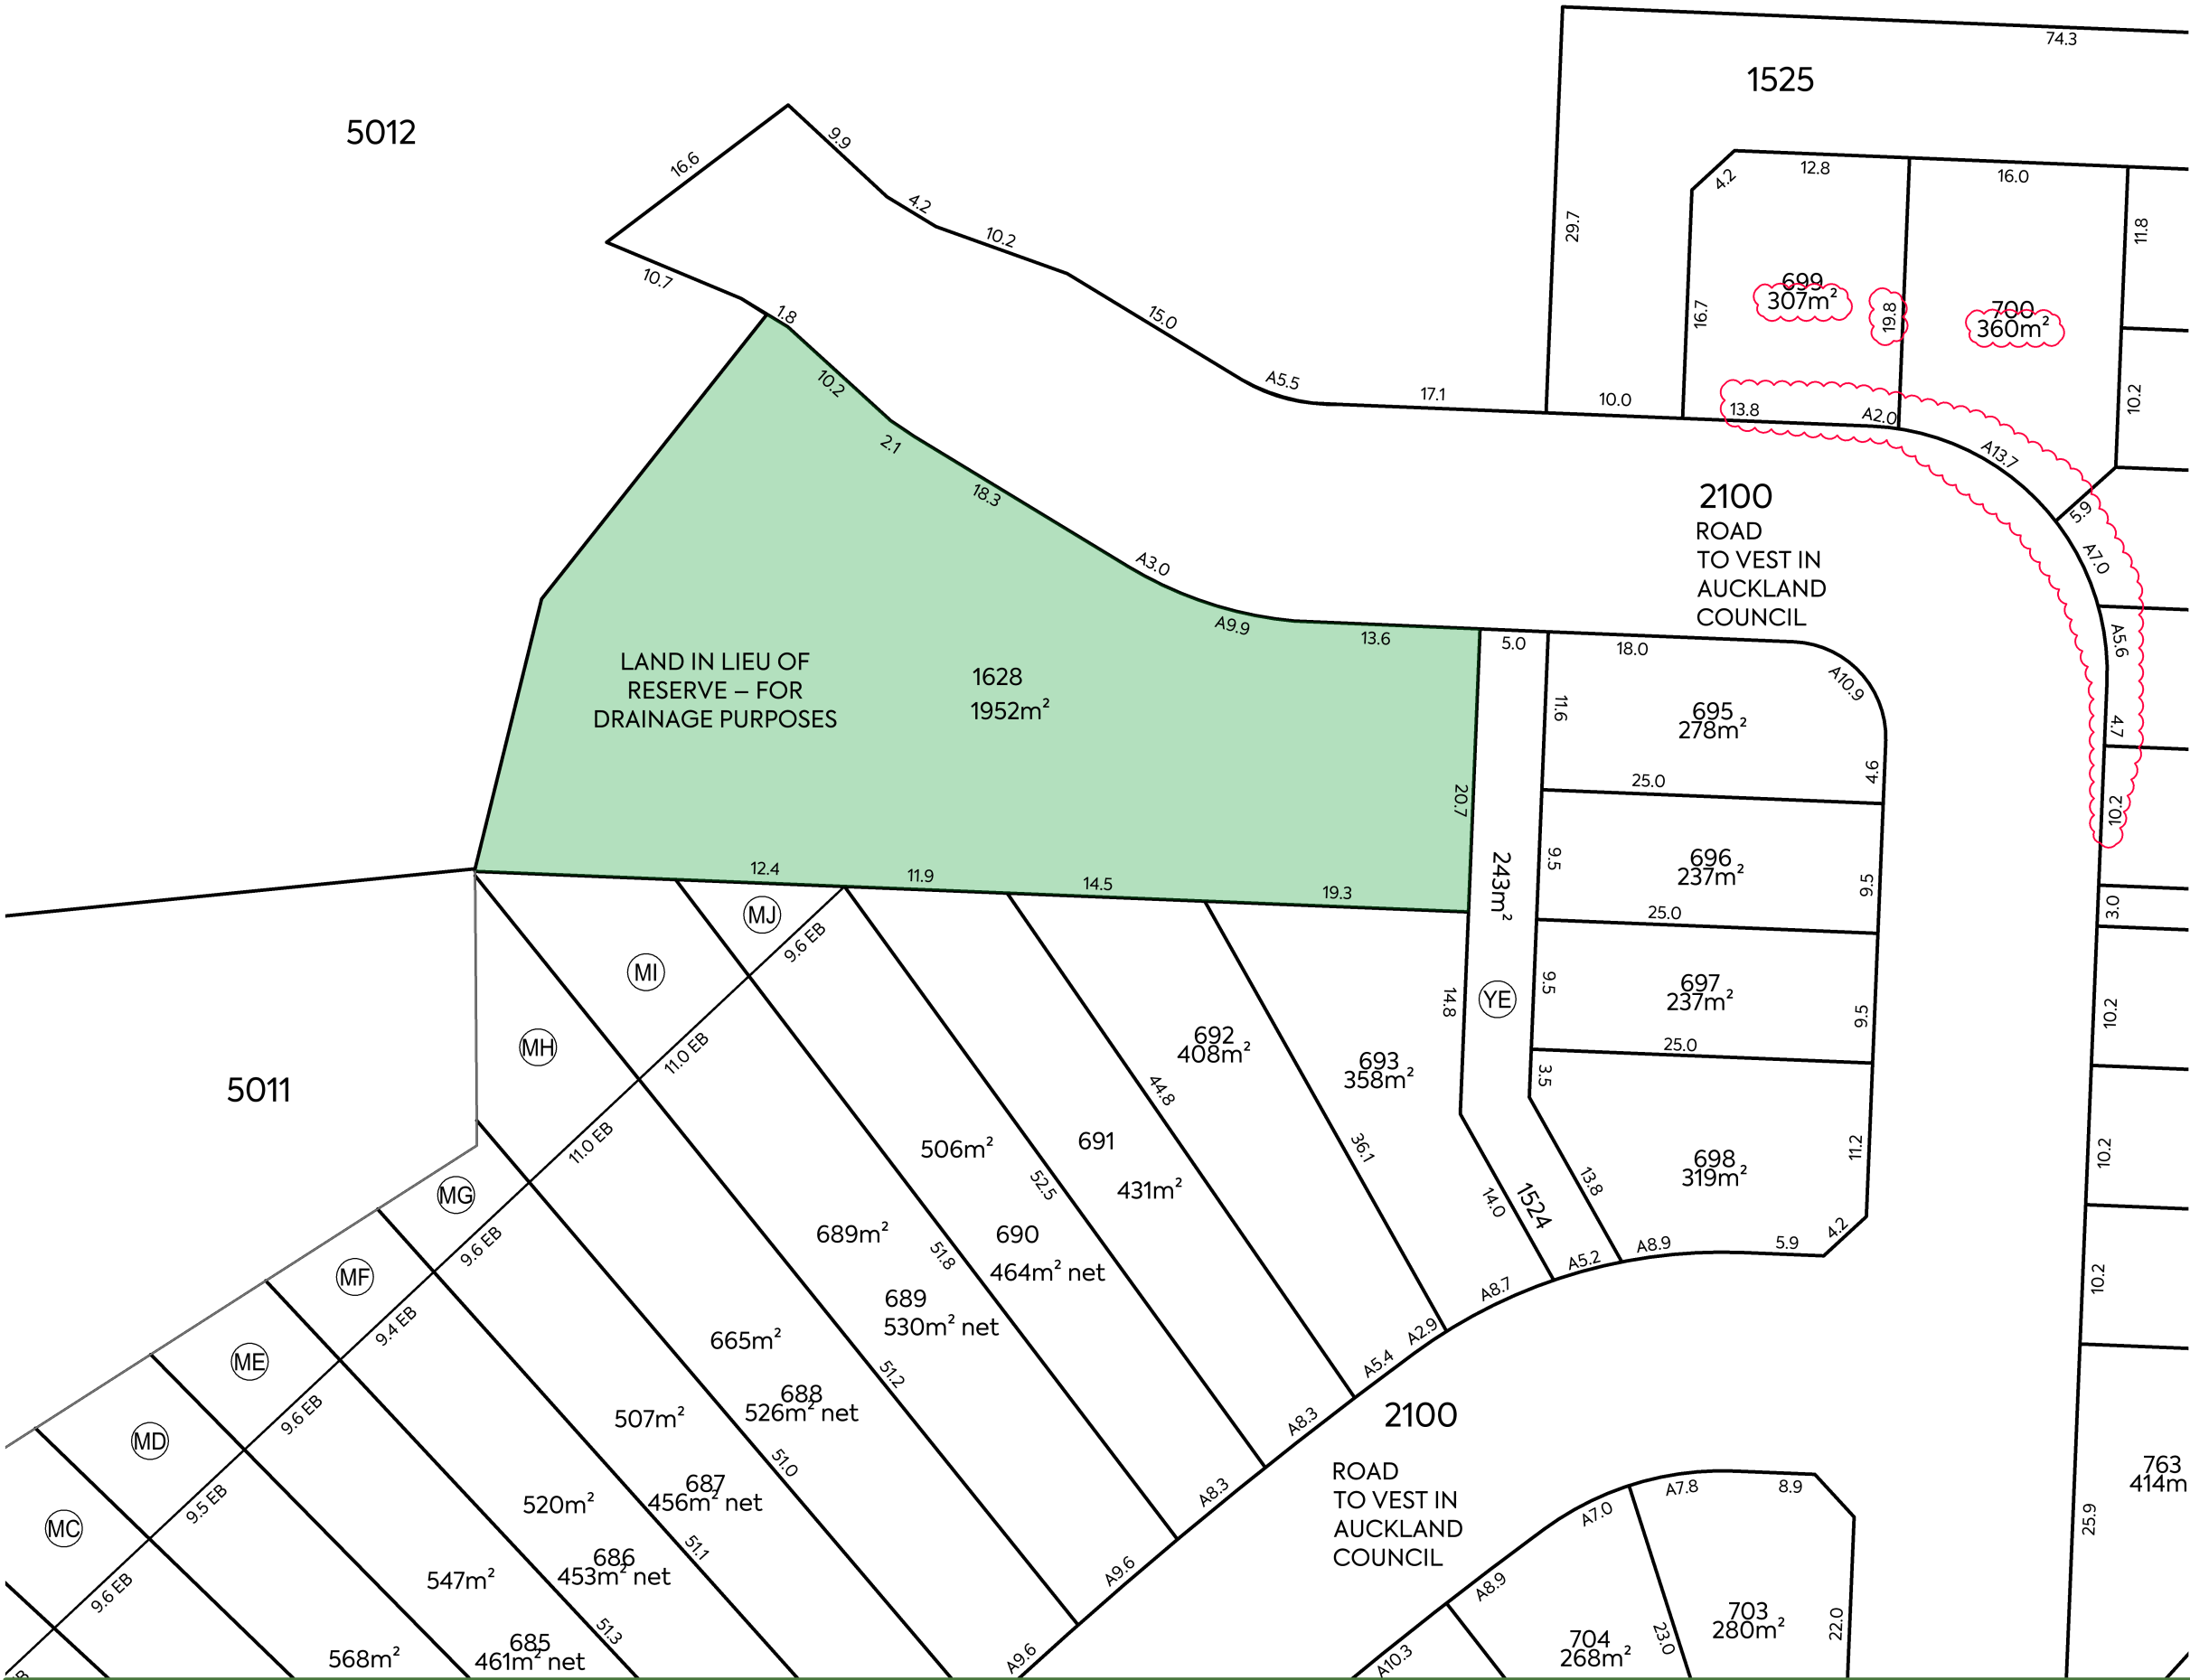 74.3
1525
5012
9.9
16.6
4.2
12.8
16.0
4.2
10.2
29.7
11.8
10.7
699
307m²
19.8
700
360m²
16.7
1.8
15.0
10.2
A5.5
17.1
10.0
13.8
A2.0
10.2
2.1
A13.7
18.3
2100
ROAD
TO VEST IN
AUCKLAND
COUNCIL
5.9
A7.0
A3.0
A9.9
13.6
5.0
18.0
A5.6
A10.9
LAND IN LIEU OF
RESERVE – FOR
DRAINAGE PURPOSES
1628
1952m²
11.6
695
278m²
4.7
4.6
20.7
25.0
10.2
12.4
11.9
14.5
19.3
243m²
9.5
696
237m²
9.5
3.0
MJ
9.6 EB
25.0
MI
YE
14.8
9.5
697
237m²
9.5
10.2
MH
11.0 EB
692
408m²
693
358m²
25.0
3.5
5011
44.8
11.0 EB
506m²
691
36.1
698
319m²
11.2
10.2
MG
52.5
431m²
14.0
1524
13.8
9.6 EB
689m²
51.8
690
464m² net
A5.2
A8.9
5.9
4.2
MF
A8.7
10.2
9.4 EB
689
530m² net
A2.9
665m²
A5.4
ME
51.2
688
526m² net
9.6 EB
507m²
A8.3
2100
MD
51.0
ROAD
TO VEST IN
AUCKLAND
COUNCIL
763
414m
687
456m² net
A8.3
A7.0
A7.8
8.9
9.5 EB
520m²
25.9
MC
51.1
686
453m² net
A9.6
A8.9
547m²
9.6 EB
703
280m²
22.0
51.3
23.0
685
461m² net
568m²
A9.6
A10.3
704
268m²
B